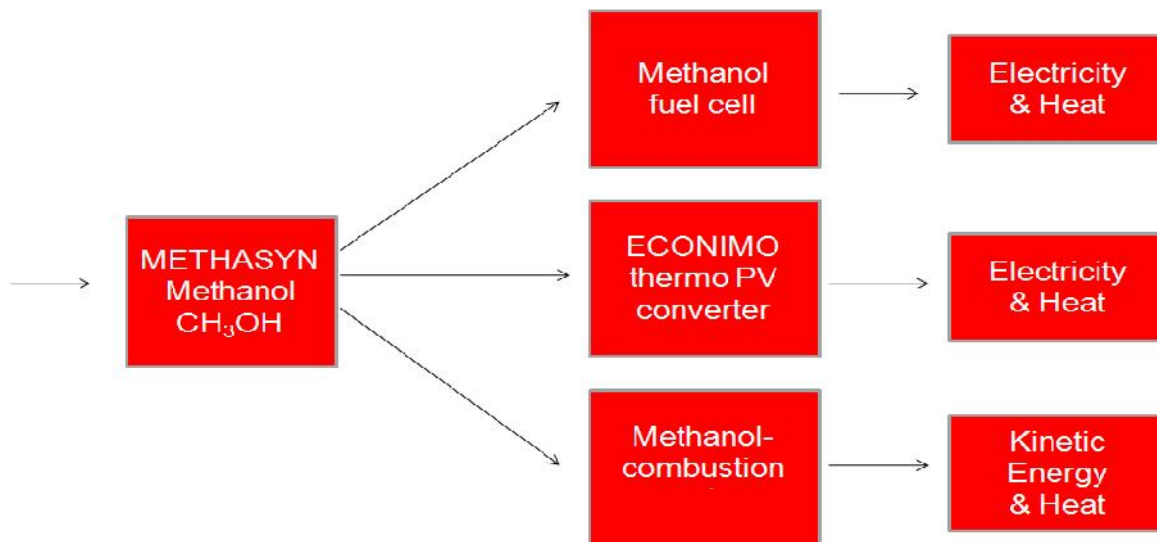 Methanol
fuel cell
Electricity
& Heat
METHASYN
Methanol
CH₃OH
ECONIMO
thermo PV
converter
Electricity
& Heat
Methanol-
combustion
Kinetic
Energy
& Heat